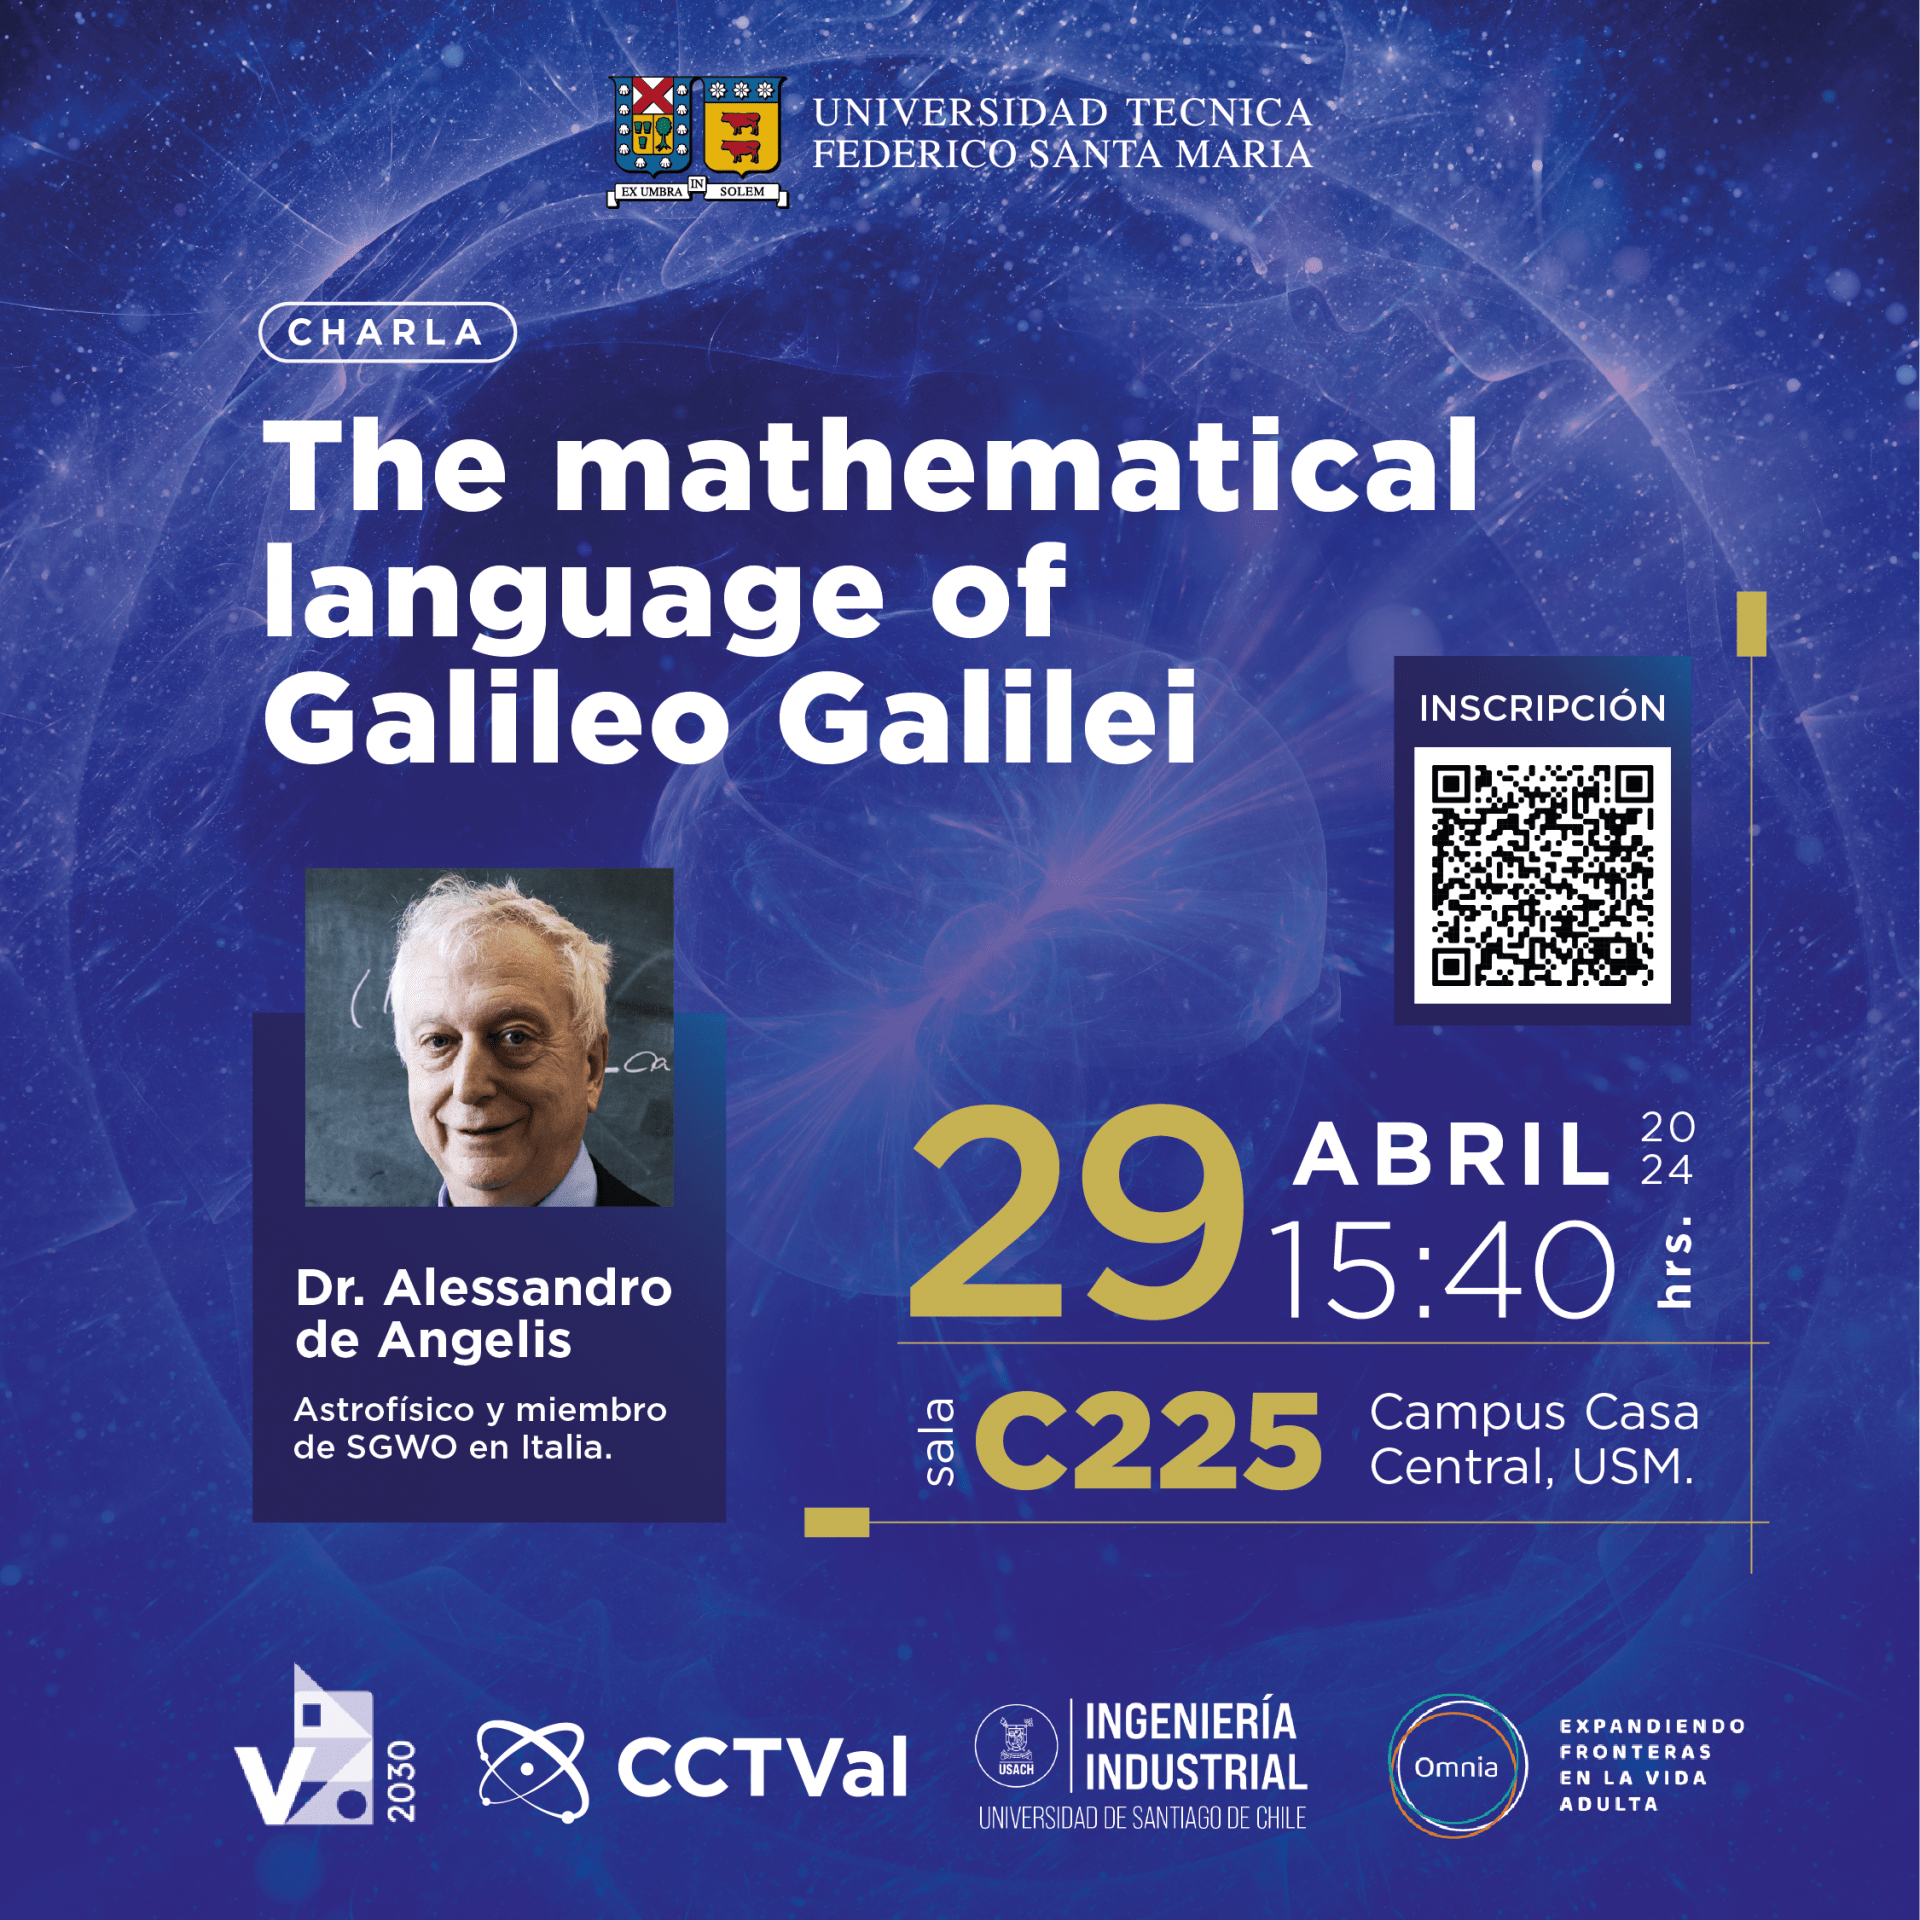 UNIVERSIDAD TECNICA
FEDERICO SANTA MARIA
EX UMBRA IN SOLEM
CHARLA
The mathematical
language of
Galileo Galilei
INSCRIPCIÓN
Dr. Alessandro
de Angelis
Astrofísico y miembro
de SGWO en Italia.
29 ABRIL 2024
15:40 hrs.
sala C225
Campus Casa
Central, USM.
V 2030
CCTVal
USACH
INGENIERÍA
INDUSTRIAL
UNIVERSIDAD DE SANTIAGO DE CHILE
Omnia
EXPANDIENDO
FRONTERAS
EN LA VIDA
ADULTA